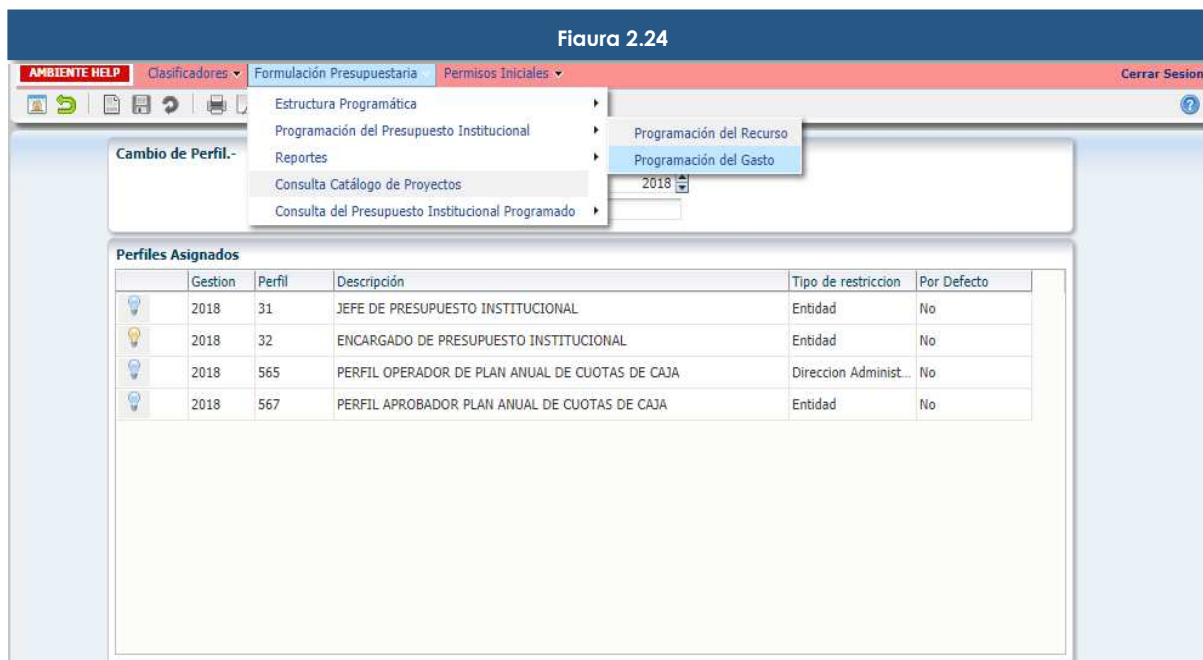 Figura 2.24
AMBIENTE HELP Clasificadores Formulación Presupuestaria Permisos Iniciales Cerrar Sesion
Estructura Programática
Programación del Presupuesto Institucional Programación del Recurso
Cambio de Perfil.- Reportes Programación del Gasto
Consulta Catálogo de Proyectos 2018
Consulta del Presupuesto Institucional Programado
Perfiles Asignados
Gestion Perfil Descripción Tipo de restriccion Por Defecto
2018 31 JEFE DE PRESUPUESTO INSTITUCIONAL Entidad No
2018 32 ENCARGADO DE PRESUPUESTO INSTITUCIONAL Entidad No
2018 565 PERFIL OPERADOR DE PLAN ANUAL DE CUOTAS DE CAJA Direccion Administ... No
2018 567 PERFIL APROBADOR PLAN ANUAL DE CUOTAS DE CAJA Entidad No